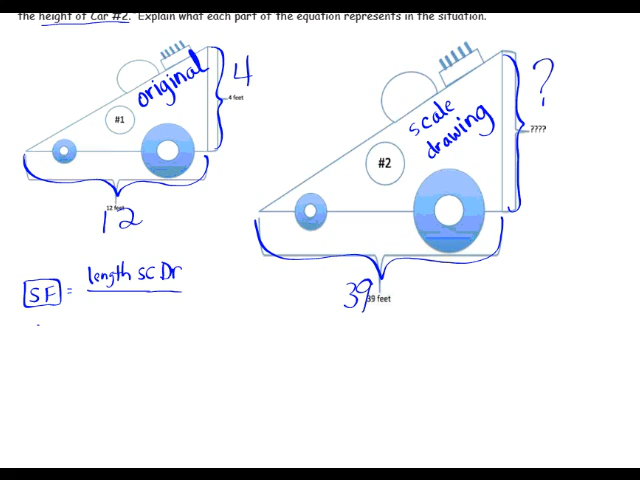 the height of Car #2. Explain what each part of the equation represents in the situation.
original
4
4 feet
#1
12 feet
12
scale
drawing
?
????
#2
39
39 feet
SF = length SC Dr